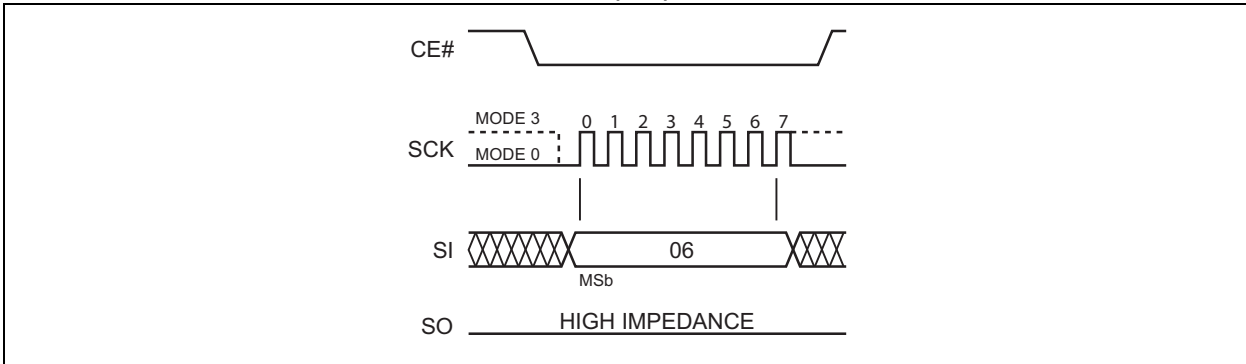 CE#
MODE 3
0 1 2 3 4 5 6 7
SCK
MODE 0
SI
06
MSb
SO
HIGH IMPEDANCE